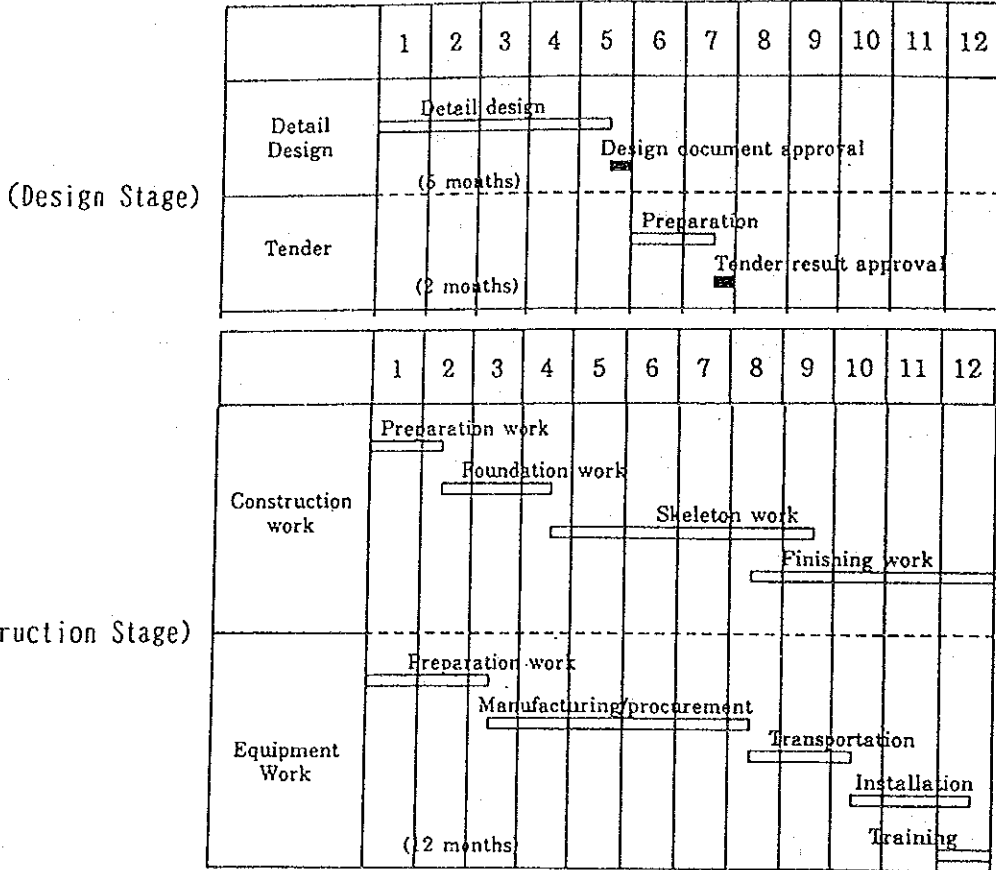 1 2 3 4 5 6 7 8 9 10 11 12
Detail design
Detail
Design
Design document approval
(5 months)
(Design Stage)
Preparation
Tender
Tender result approval
(2 months)
1 2 3 4 5 6 7 8 9 10 11 12
Preparation work
Foundation work
Construction
work
Skeleton work
Finishing work
ruction Stage)
Preparation work
Manufacturing/procurement
Transportation
Equipment
Work
Installation
Training
(12 months)